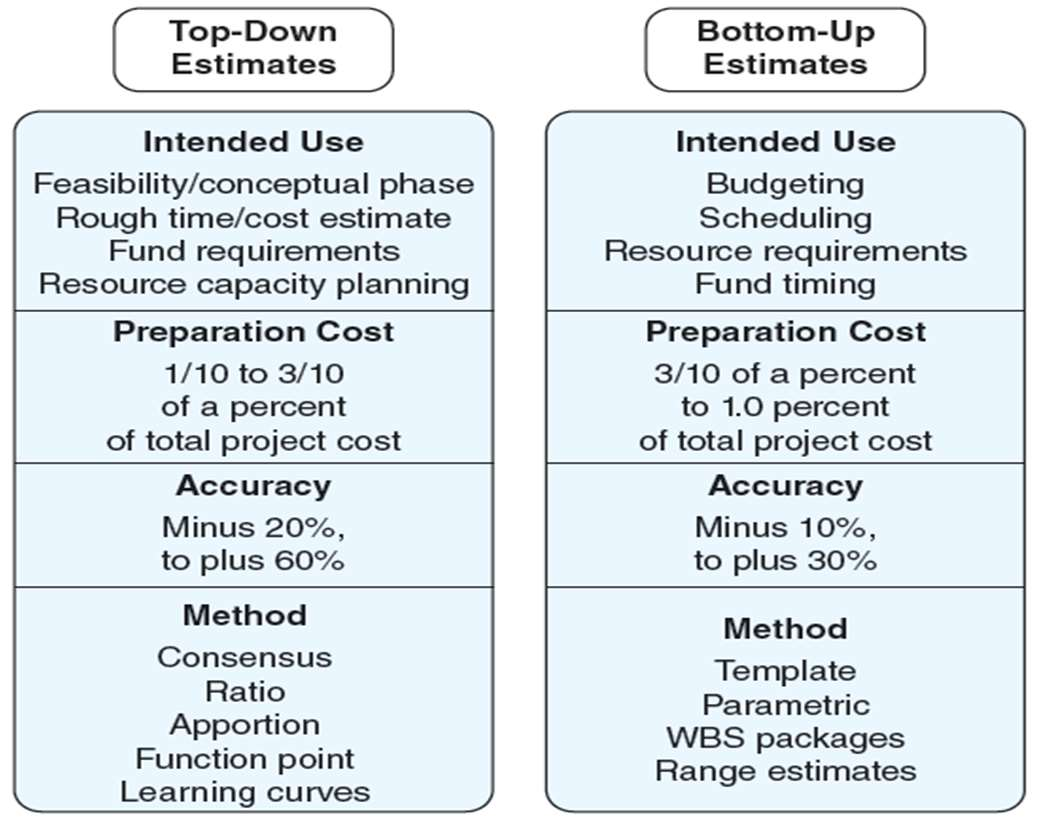 Top-Down
Estimates
Intended Use
Feasibility/conceptual phase
Rough time/cost estimate
Fund requirements
Resource capacity planning
Preparation Cost
1/10 to 3/10
of a percent
of total project cost
Accuracy
Minus 20%,
to plus 60%
Method
Consensus
Ratio
Apportion
Function point
Learning curves
Bottom-Up
Estimates
Intended Use
Budgeting
Scheduling
Resource requirements
Fund timing
Preparation Cost
3/10 of a percent
to 1.0 percent
of total project cost
Accuracy
Minus 10%,
to plus 30%
Method
Template
Parametric
WBS packages
Range estimates